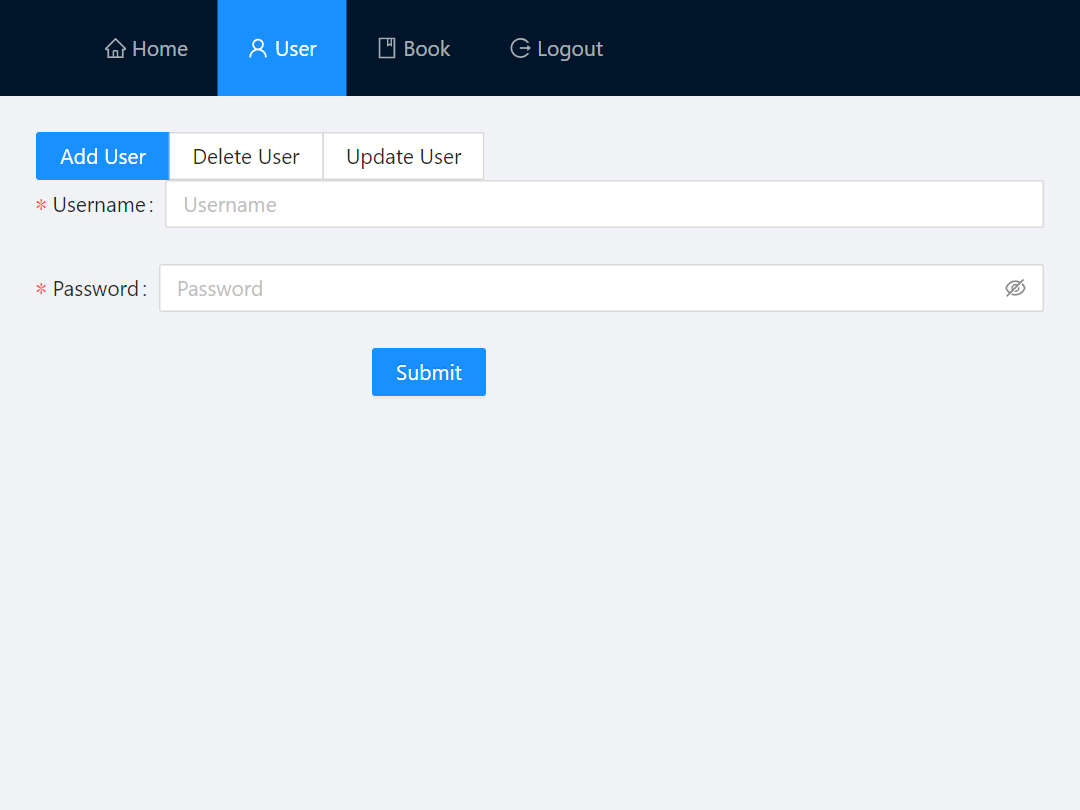 Home User Book Logout
Add User Delete User Update User
* Username: Username
* Password: Password
Submit